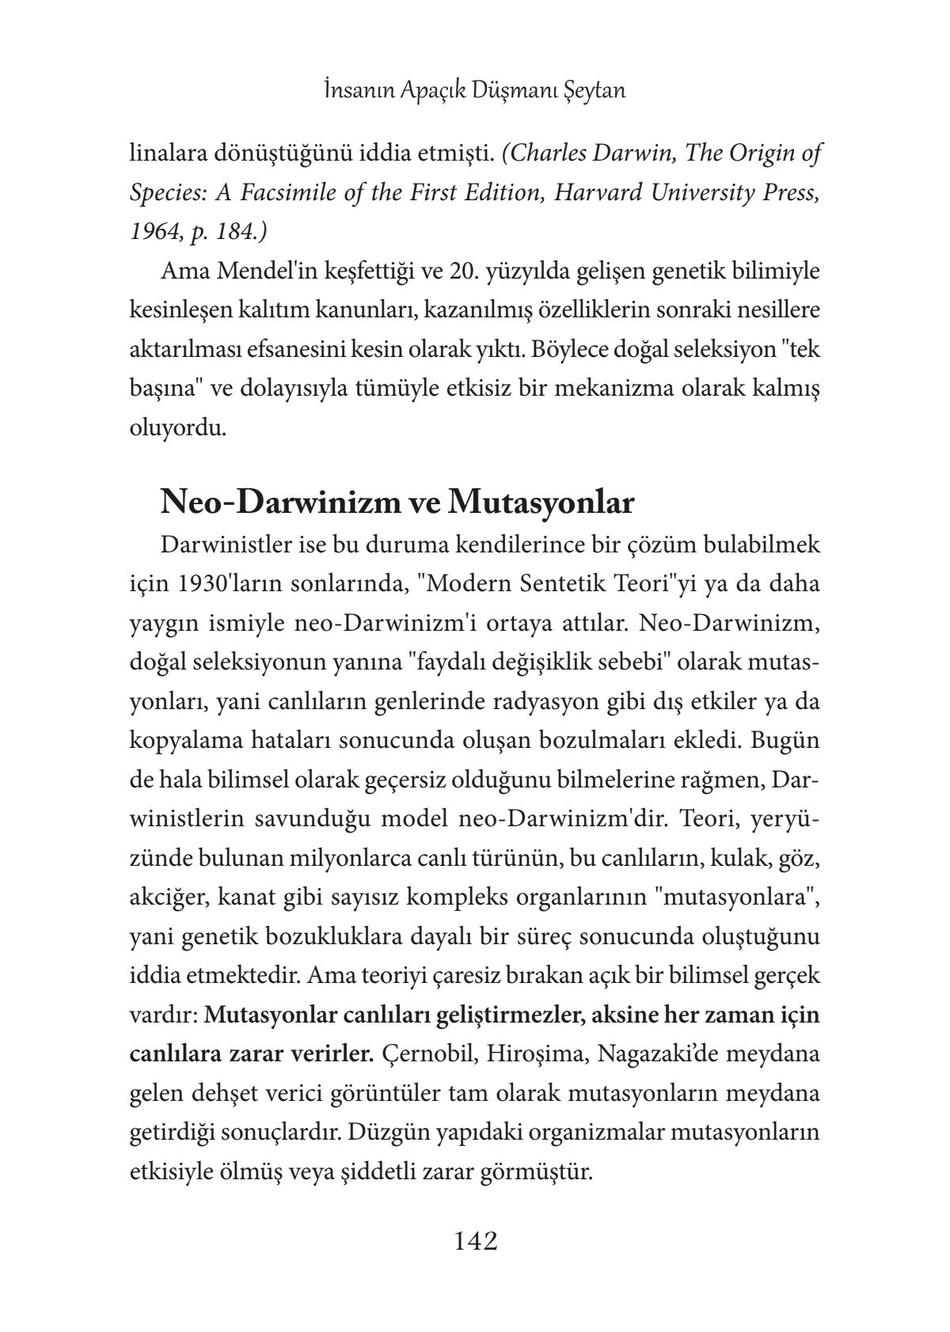 İnsanın Apaçık Düşmanı Şeytan
linalara dönüştüğünü iddia etmişti. (Charles Darwin, The Origin of
Species: A Facsimile of the First Edition, Harvard University Press,
1964, p. 184.)
Ama Mendel'in keşfettiği ve 20. yüzyılda gelişen genetik bilimiyle
kesinleşen kalıtım kanunları, kazanılmış özelliklerin sonraki nesillere
aktarılması efsanesini kesin olarak yıktı. Böylece doğal seleksiyon "tek
başına" ve dolayısıyla tümüyle etkisiz bir mekanizma olarak kalmış
oluyordu.
Neo-Darwinizm ve Mutasyonlar
Darwinistler ise bu duruma kendilerince bir çözüm bulabilmek
için 1930'ların sonlarında, "Modern Sentetik Teori"yi ya da daha
yaygın ismiyle neo-Darwinizm'i ortaya attılar. Neo-Darwinizm,
doğal seleksiyonun yanına "faydalı değişiklik sebebi" olarak mutas-
yonları, yani canlıların genlerinde radyasyon gibi dış etkiler ya da
kopyalama hataları sonucunda oluşan bozulmaları ekledi. Bugün
de hala bilimsel olarak geçersiz olduğunu bilmelerine rağmen, Dar-
winistlerin savunduğu model neo-Darwinizm'dir. Teori, yeryü-
zünde bulunan milyonlarca canlı türünün, bu canlıların, kulak, göz,
akciğer, kanat gibi sayısız kompleks organlarının "mutasyonlara",
yani genetik bozukluklara dayalı bir süreç sonucunda oluştuğunu
iddia etmektedir. Ama teoriyi çaresiz bırakan açık bir bilimsel gerçek
vardır: Mutasyonlar canlıları geliştirmezler, aksine her zaman için
canlılara zarar verirler. Çernobil, Hiroşima, Nagazaki’de meydana
gelen dehşet verici görüntüler tam olarak mutasyonların meydana
getirdiği sonuçlardır. Düzgün yapıdaki organizmalar mutasyonların
etkisiyle ölmüş veya şiddetli zarar görmüştür.
142